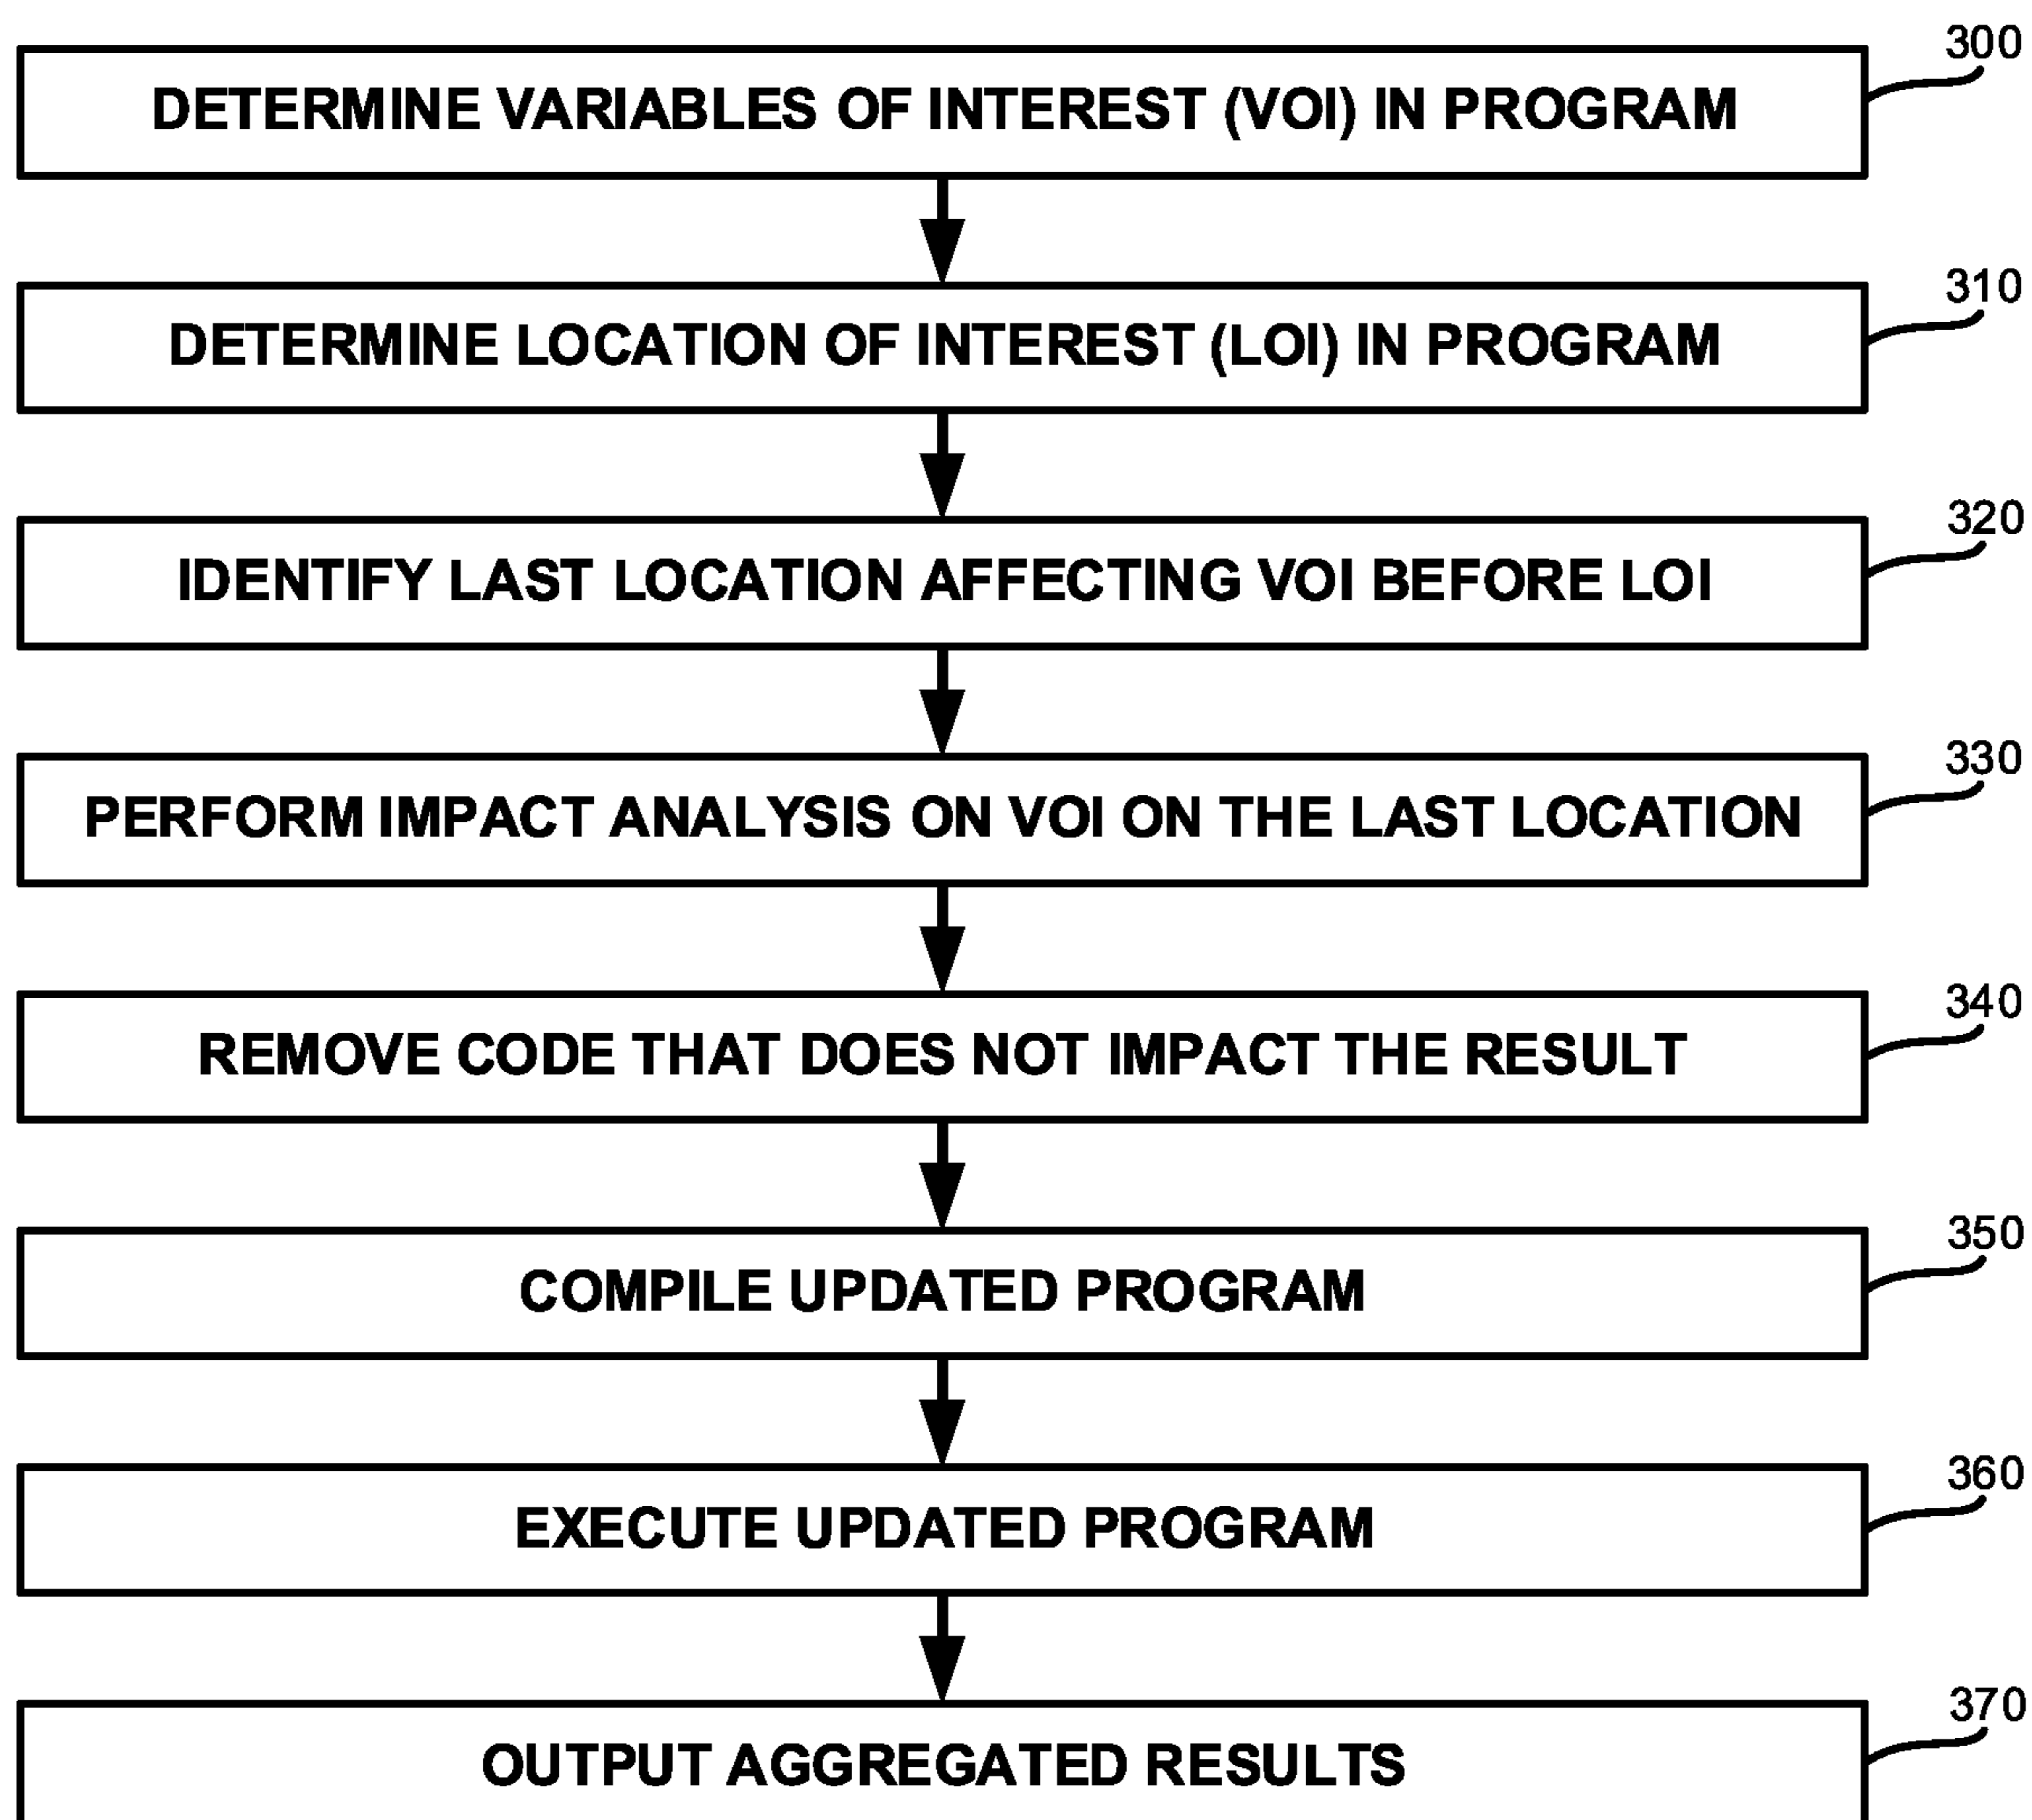 300
DETERMINE VARIABLES OF INTEREST (VOI) IN PROGRAM
310
DETERMINE LOCATION OF INTEREST (LOI) IN PROGRAM
320
IDENTIFY LAST LOCATION AFFECTING VOI BEFORE LOI
330
PERFORM IMPACT ANALYSIS ON VOI ON THE LAST LOCATION
340
REMOVE CODE THAT DOES NOT IMPACT THE RESULT
350
COMPILE UPDATED PROGRAM
360
EXECUTE UPDATED PROGRAM
370
OUTPUT AGGREGATED RESULTS